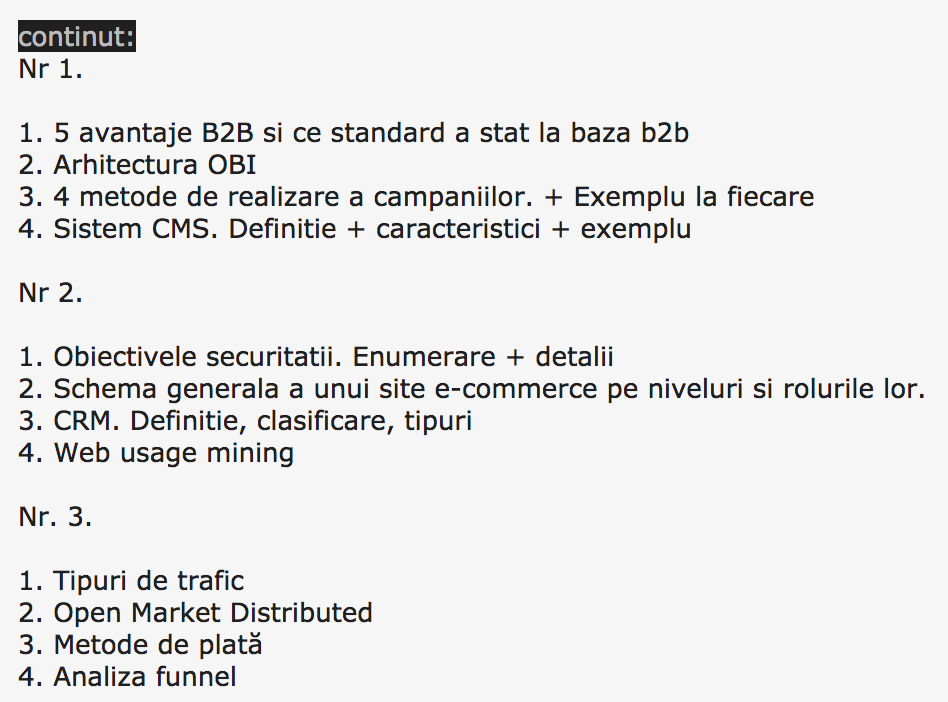 continut:
Nr 1.
1. 5 avantaje B2B si ce standard a stat la baza b2b
2. Arhitectura OBI
3. 4 metode de realizare a campaniilor. + Exemplu la fiecare
4. Sistem CMS. Definitie + caracteristici + exemplu
Nr 2.
1. Obiectivele securitatii. Enumerare + detalii
2. Schema generala a unui site e-commerce pe niveluri si rolurile lor.
3. CRM. Definitie, clasificare, tipuri
4. Web usage mining
Nr. 3.
1. Tipuri de trafic
2. Open Market Distributed
3. Metode de plată
4. Analiza funnel